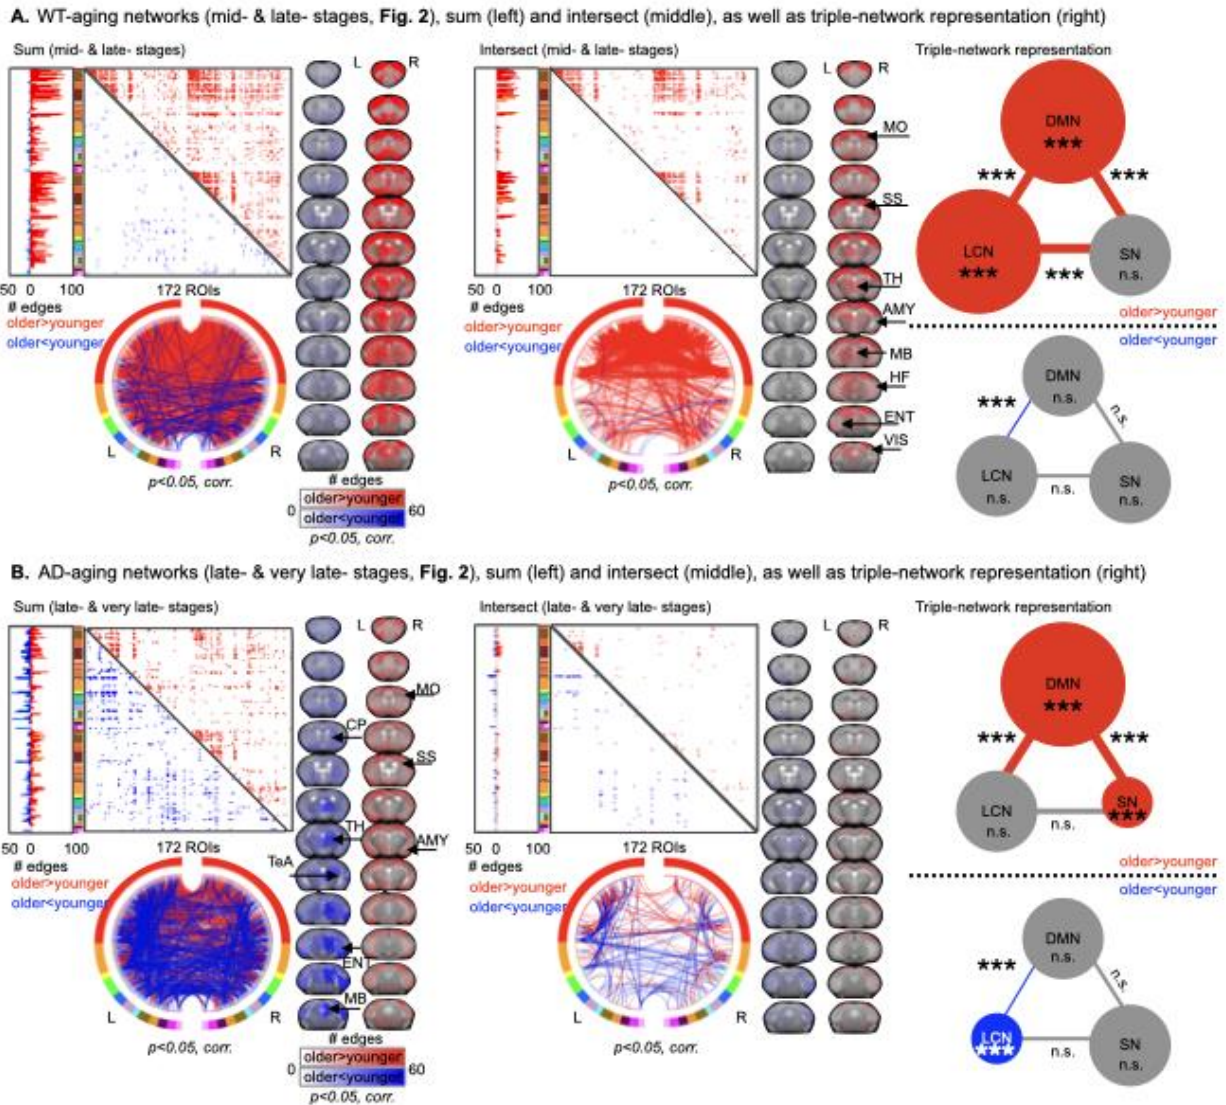 A. WT-aging networks (mid- & late- stages, Fig. 2), sum (left) and intersect (middle), as well as triple-network representation (right)
Sum (mid- & late- stages)
L
R
50 0 100
172 ROIs
# edges
older>younger
older<younger
L
R
p<0.05, corr.
# edges
older>younger
0
60
older<younger
p<0.05, corr.
Intersect (mid- & late- stages)
L
R
MO
SS
TH
AMY
MB
HF
ENT
VIS
50 0 100
172 ROIs
# edges
older>younger
older<younger
L
R
p<0.05, corr.
Triple-network representation
DMN
***
***
***
LCN
***
***
SN
n.s.
older>younger
older<younger
DMN
n.s.
***
n.s.
LCN
n.s.
n.s.
SN
n.s.
B. AD-aging networks (late- & very late- stages, Fig. 2), sum (left) and intersect (middle), as well as triple-network representation (right)
Sum (late- & very late- stages)
L
R
MO
CP
SS
TH
AMY
TeA
ENT
MB
50 0 100
172 ROIs
# edges
older>younger
older<younger
L
R
p<0.05, corr.
# edges
older>younger
0
60
older<younger
p<0.05, corr.
Intersect (late- & very late- stages)
L
R
50 0 100
172 ROIs
# edges
older>younger
older<younger
L
R
p<0.05, corr.
Triple-network representation
DMN
***
***
***
LCN
n.s.
n.s.
SN
***
older>younger
older<younger
DMN
n.s.
***
n.s.
LCN
***
n.s.
SN
n.s.